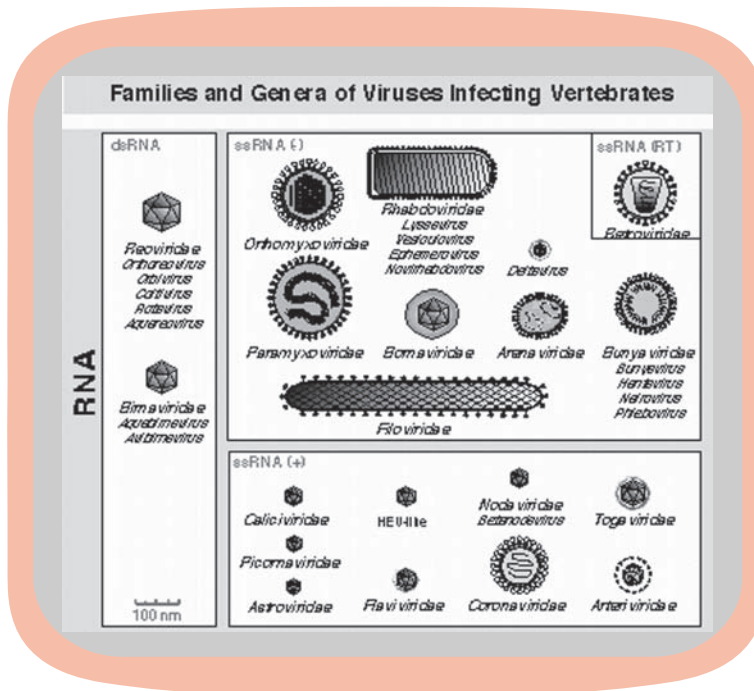 Families and Genera of Viruses Infecting Vertebrates
RNA
dsRNA
Reoviridae
Orthoreovirus
Orbivirus
Coltivirus
Rotavirus
Aquareovirus
Birnaviridae
Aquabirnavirus
Avibirnavirus
100 nm
ssRNA (-)
Orthomyxoviridae
Rhabdoviridae
Lyssavirus
Vesiculovirus
Ephemerovirus
Novirhabdovirus
Deltavirus
ssRNA (RT)
Retroviridae
Paramyxoviridae
Bornaviridae
Arenaviridae
Bunyaviridae
Bunyavirus
Hantavirus
Nairovirus
Phlebovirus
Filoviridae
ssRNA (+)
Caliciviridae
HEV-like
Nodaviridae
Betanodavirus
Togaviridae
Picornaviridae
Astroviridae
Flaviviridae
Coronaviridae
Arteriviridae